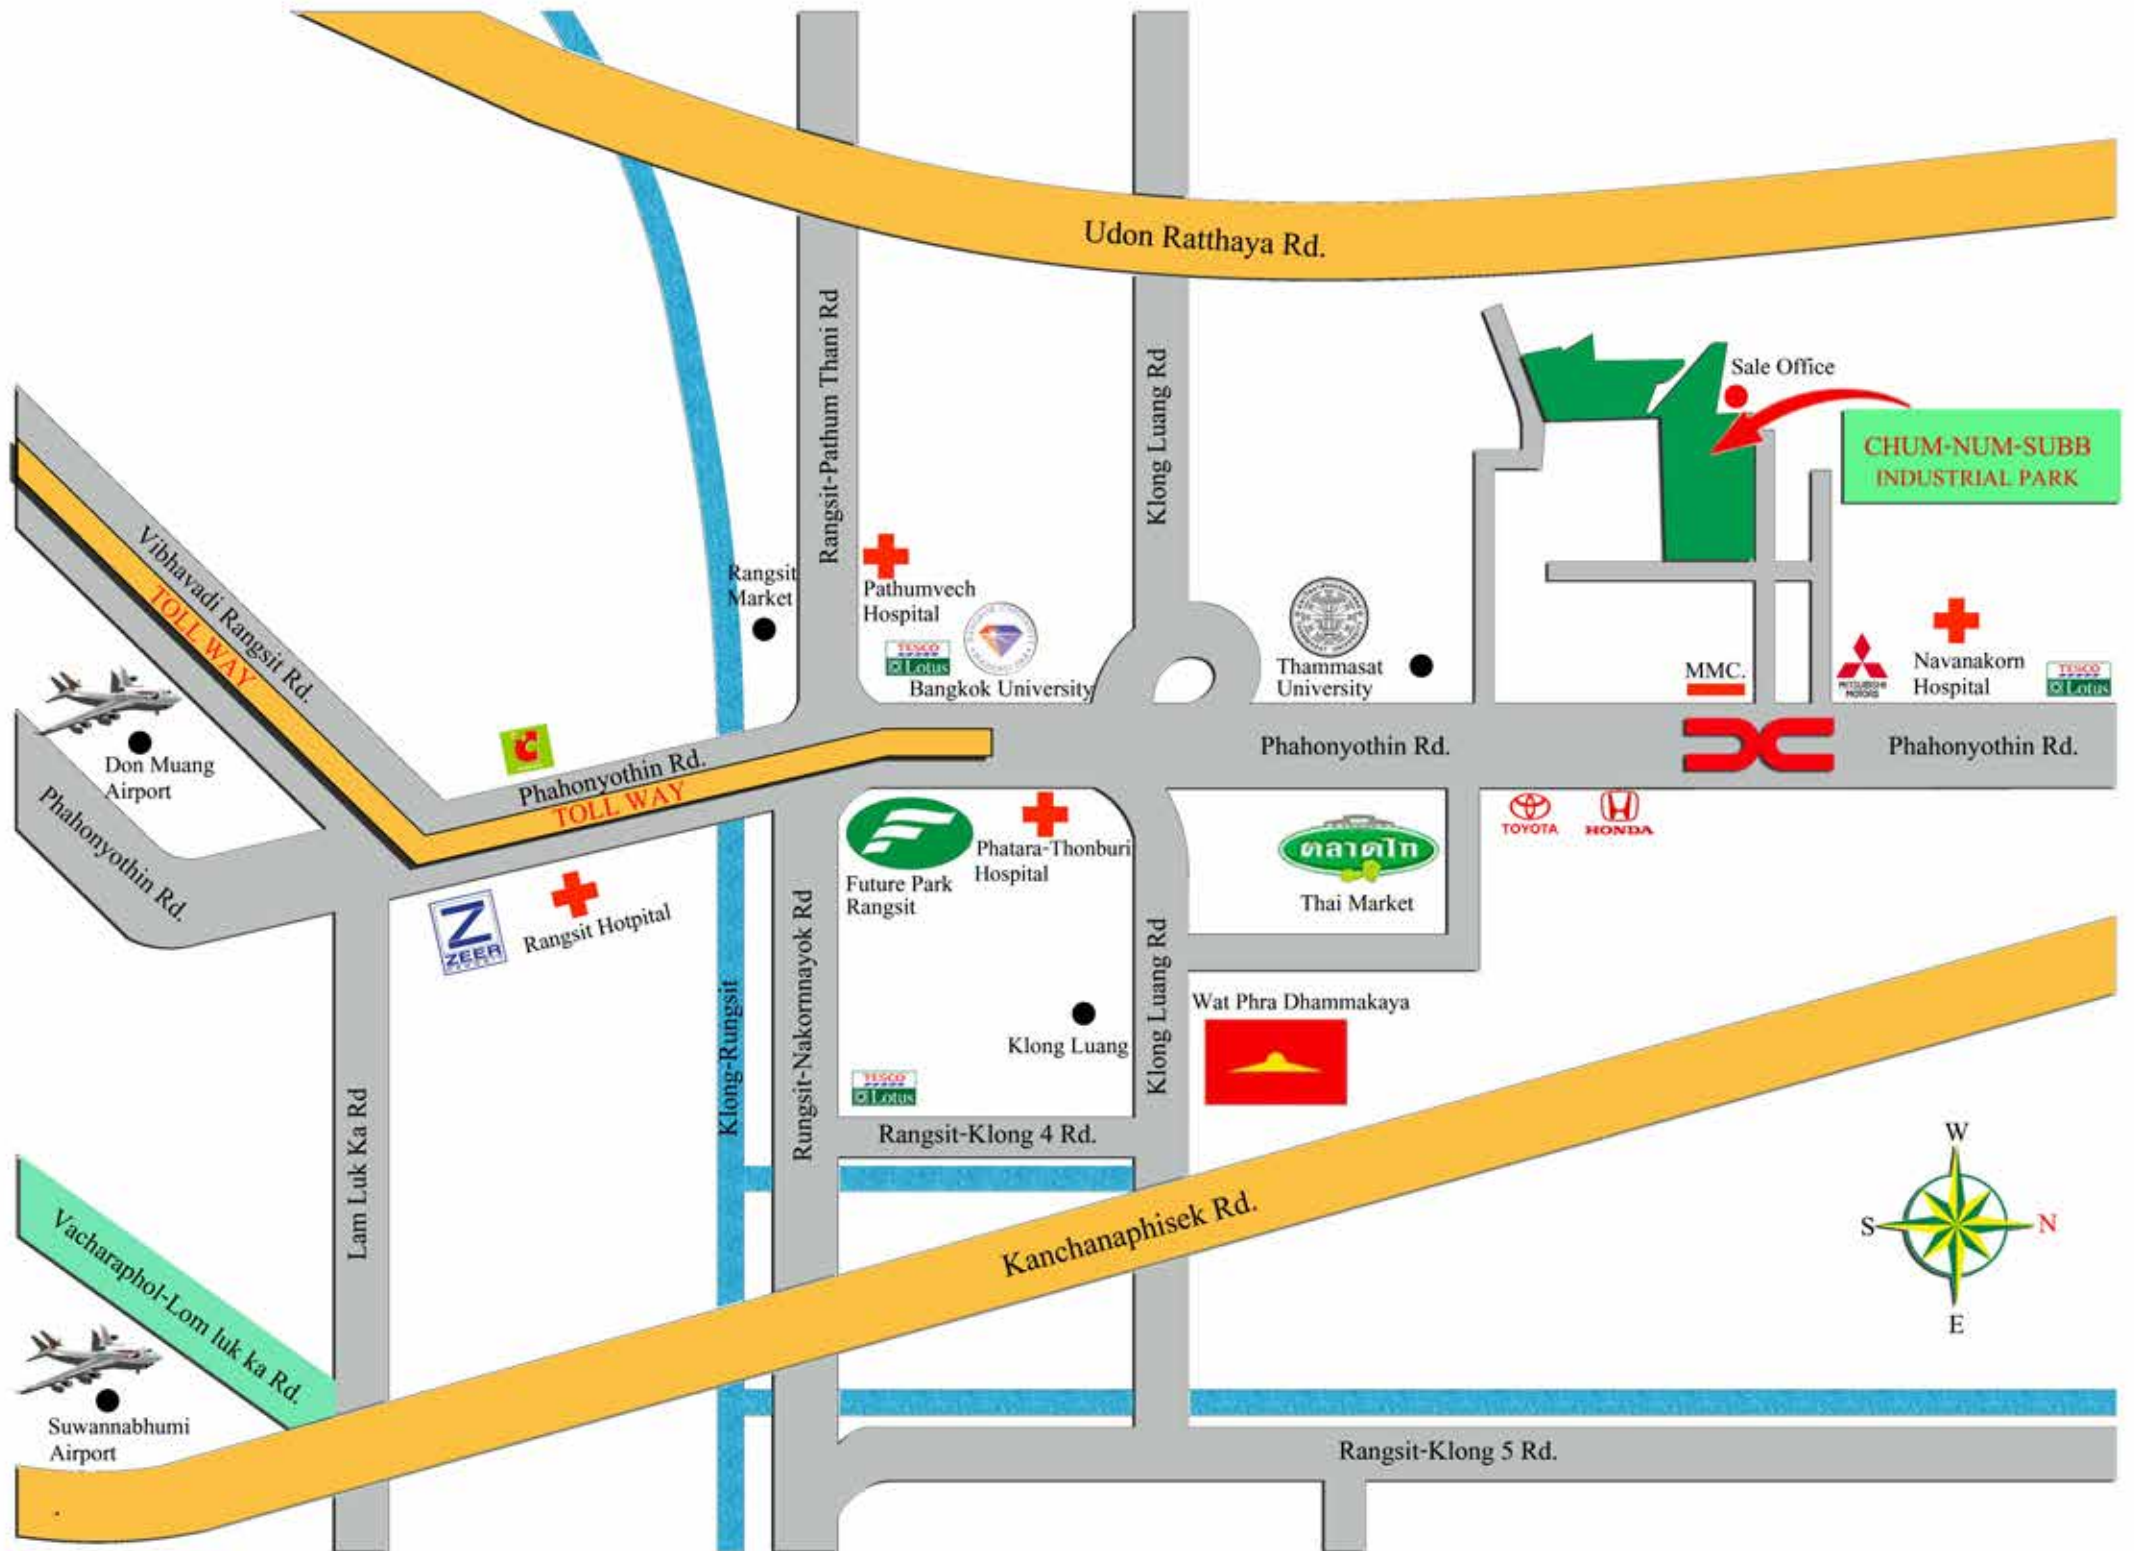 Udon Ratthaya Rd.
Rangsit-Pathum Thani Rd
Klong Luang Rd
Sale Office
CHUM-NUM-SUBB
INDUSTRIAL PARK
Vibhavadi Rangsit Rd.
TOLL WAY
Rangsit
Market
Pathumvech
Hospital
TESCO
Lotus
Bangkok University
Thammasat
University
MMC.
MITSUBISHI
MOTORS
Navanakorn
Hospital
TESCO
Lotus
Don Muang
Airport
Phahonyothin Rd.
Phahonyothin Rd.
TOLL WAY
Phahonyothin Rd.
Phahonyothin Rd.
TOYOTA
HONDA
Z
ZEER
Rangsit Hotpital
Future Park
Rangsit
Phatara-Thonburi
Hospital
ตลาดไท
Thai Market
Klong-Rungsit
Rungsit-Nakornnayok Rd
Klong Luang
Klong Luang Rd
Wat Phra Dhammakaya
TESCO
Lotus
Rangsit-Klong 4 Rd.
Lam Luk Ka Rd
Vacharaphol-Lom luk ka Rd.
Kanchanaphisek Rd.
W
S
N
E
Suwannabhumi
Airport
Rangsit-Klong 5 Rd.